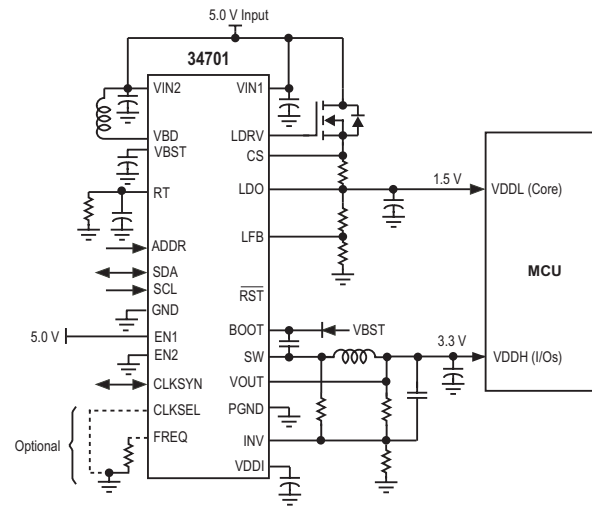 5.0 V Input
34701
VIN2
VIN1
VBD
LDRV
VBST
CS
RT
LDO
1.5 V
VDDL (Core)
ADDR
LFB
SDA
MCU
SCL
RST
GND
BOOT
VBST
5.0 V
EN1
SW
3.3 V
VDDH (I/Os)
EN2
VOUT
CLKSYN
CLKSEL
PGND
Optional
FREQ
INV
VDDI